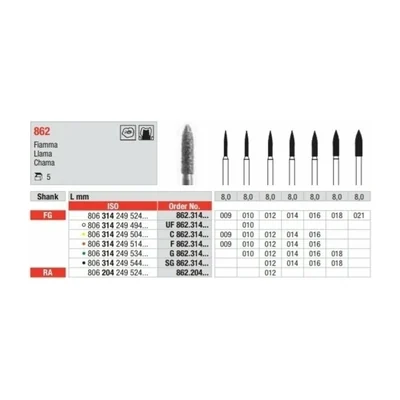 862
Fiamma
Llama
Chama
5
Shank L mm 8,0 8,0 8,0 8,0 8,0 8,0 8,0
ISO Order No.
FG 806 314 249 524... 862.314... 009 010 012 014 016 018 021
806 314 249 494... UF 862.314... 010
806 314 249 504... C 862.314... 009 010 012 014 016
806 314 249 514... F 862.314... 009 010 012 014 016
806 314 249 534... G 862.314... 010 012 014 016 018
806 314 249 544... SG 862.314... 012 014 016 018
RA 806 204 249 524... 862.204... 012